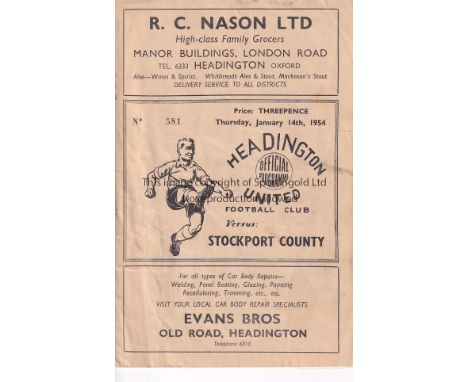 R. C. NASON LTD
High-class Family Grocers
MANOR BUILDINGS, LONDON ROAD
TEL. 6333 HEADINGTON OXFORD
Also—Wines & Spirits. Whitbreads Ales & Stout, Mackeson's Stout
DELIVERY SERVICE TO ALL DISTRICTS
Price: THREEPENCE
Nº 581 Thursday, January 14th, 1954
HEADINGTON
OFFICIAL
PROGRAMME
This image is copyright of Sportingold Ltd
No reproduction allowed
UNITED
FOOTBALL CLUB
Versus:
STOCKPORT COUNTY
For all types of Car Body Repairs—
Welding, Panel Beating, Glazing, Painting
Recellulosing, Trimming, etc., etc.
VISIT YOUR LOCAL CAR BODY REPAIR SPECIALISTS
EVANS BROS
OLD ROAD, HEADINGTON
Telephone 6810